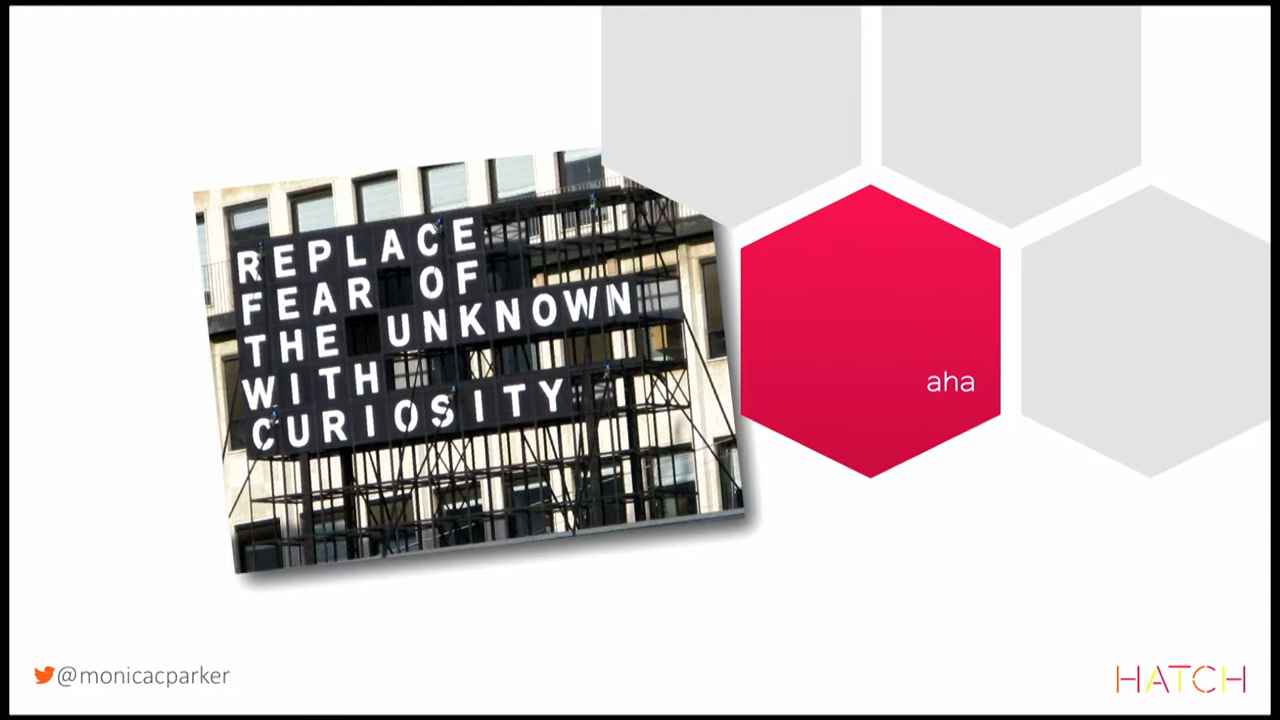 REPLACE
FEAR OF
THE UNKNOWN
WITH
CURIOSITY
aha
@monicacparker
HATCH